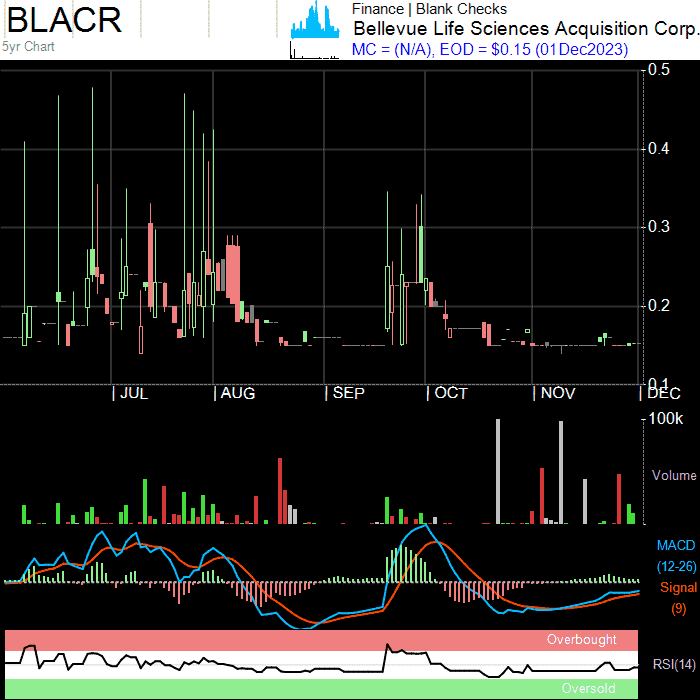 BLACR
5yr Chart
Finance | Blank Checks
Bellevue Life Sciences Acquisition Corp.
MC = (N/A), EOD = $0.15 (01Dec2023)
0.5
0.4
0.3
0.2
0.1
JUL AUG SEP OCT NOV DEC
100k
Volume
MACD
(12-26)
Signal
(9)
Overbought
RSI(14)
Oversold